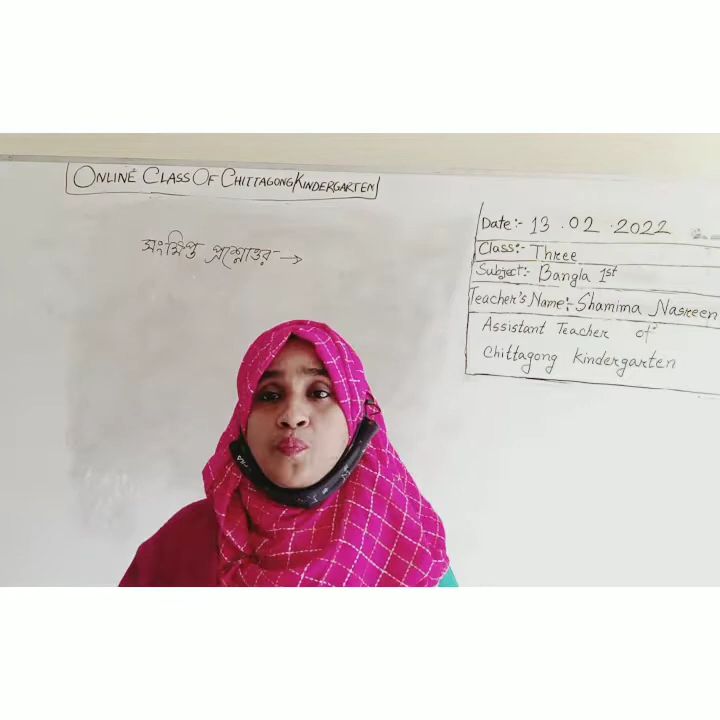 ONLINE CLASS OF CHITTAGONG KINDERGARTEN
সংক্ষিপ্ত প্রশ্নোত্তর →
Date:- 13.02.2022
Class:- Three
Subject:- Bangla 1st
Teacher's Name:- Shamima Nasreen
Assistant Teacher of
Chittagong Kindergarten